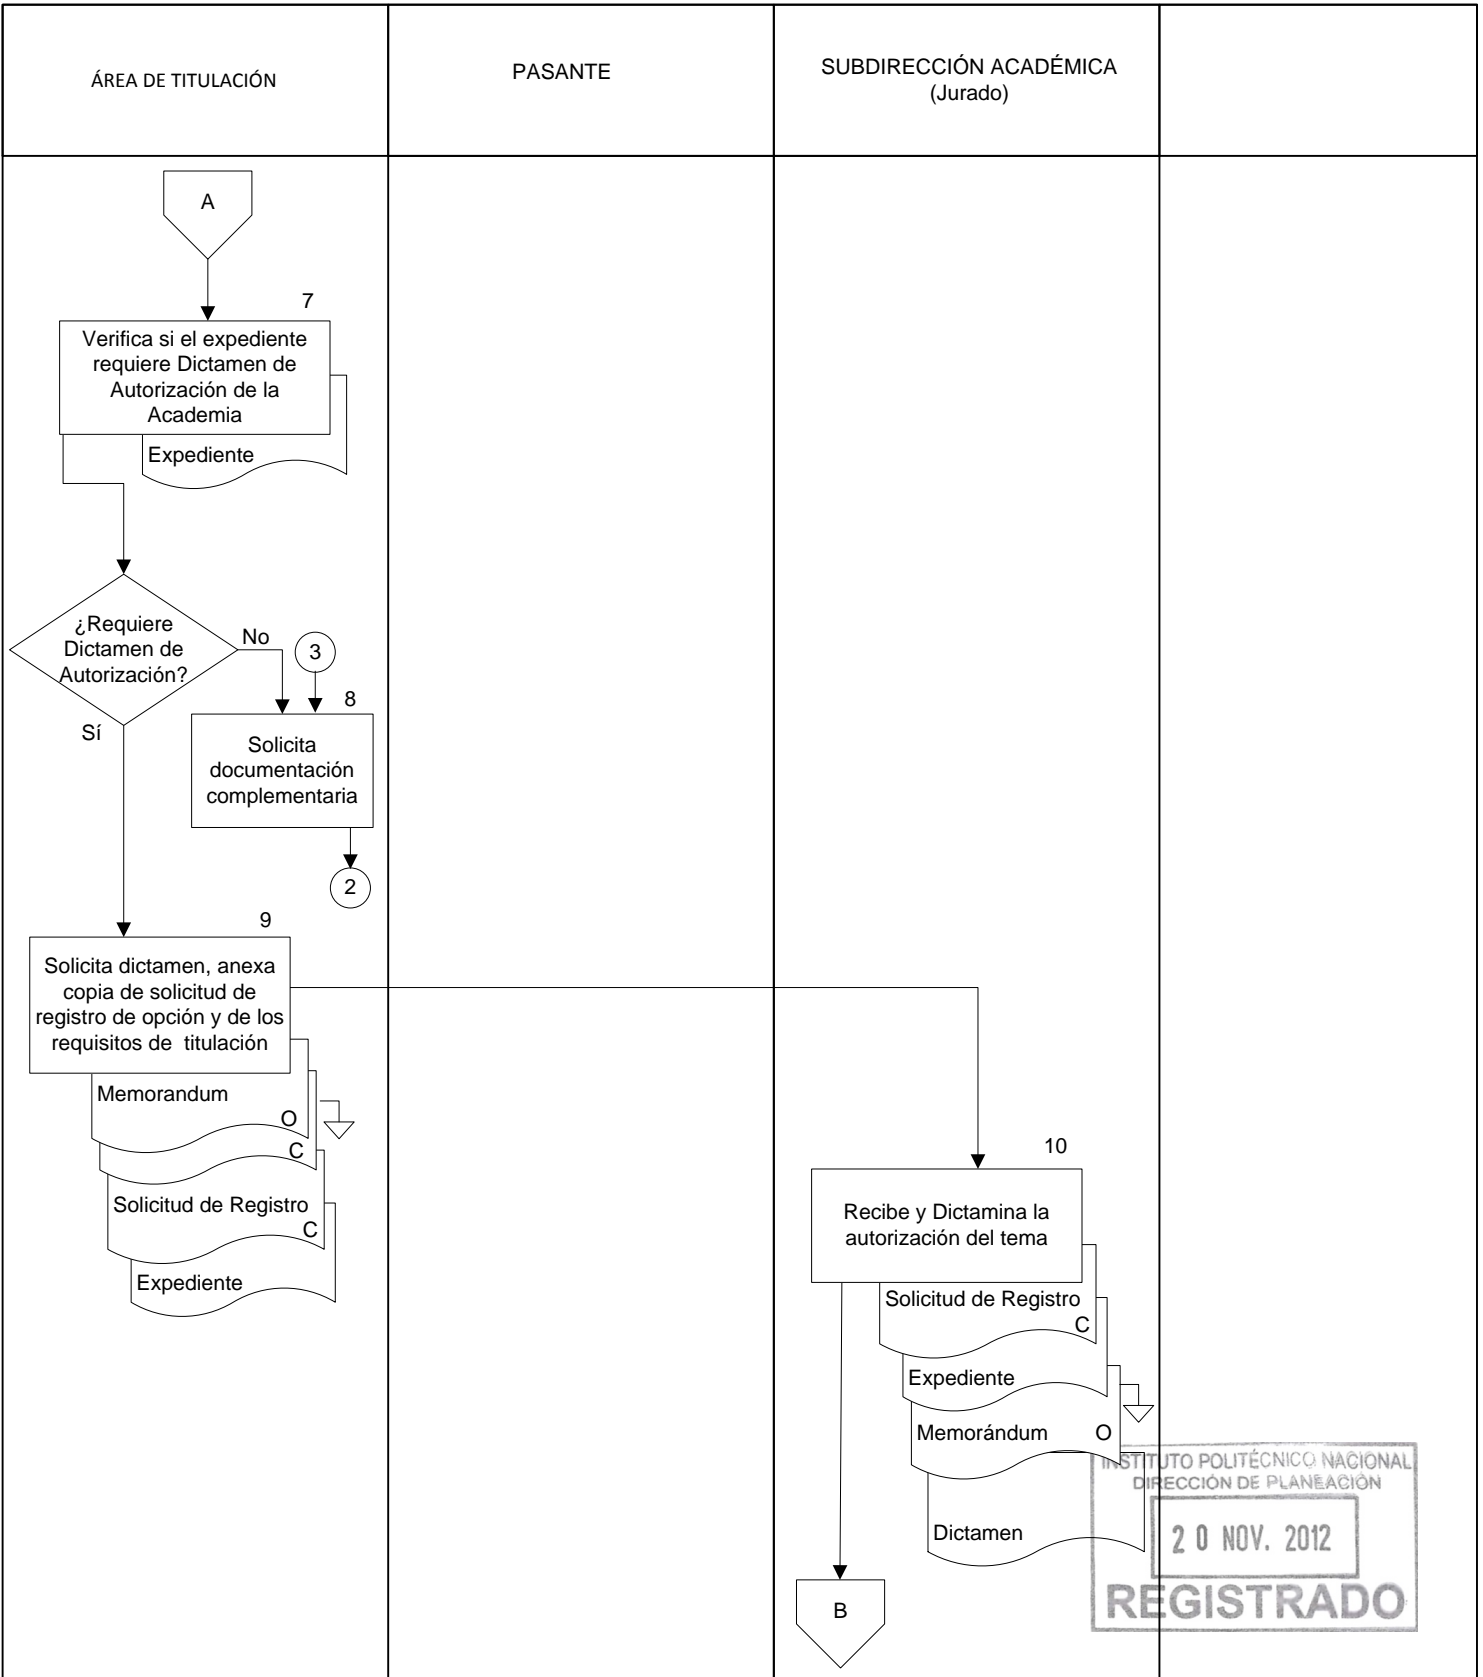 ÁREA DE TITULACIÓN
PASANTE
SUBDIRECCIÓN ACADÉMICA
(Jurado)
A
7
Verifica si el expediente
requiere Dictamen de
Autorización de la
Academia
Expediente
¿Requiere
Dictamen de
Autorización?
No
3
Sí
8
Solicita
documentación
complementaria
2
9
Solicita dictamen, anexa
copia de solicitud de
registro de opción y de los
requisitos de titulación
Memorandum
O
C
Solicitud de Registro
C
Expediente
10
Recibe y Dictamina la
autorización del tema
Solicitud de Registro
C
Expediente
Memorándum O
Dictamen
B
INSTITUTO POLITÉCNICO NACIONAL
DIRECCIÓN DE PLANEACIÓN
20 NOV. 2012
REGISTRADO